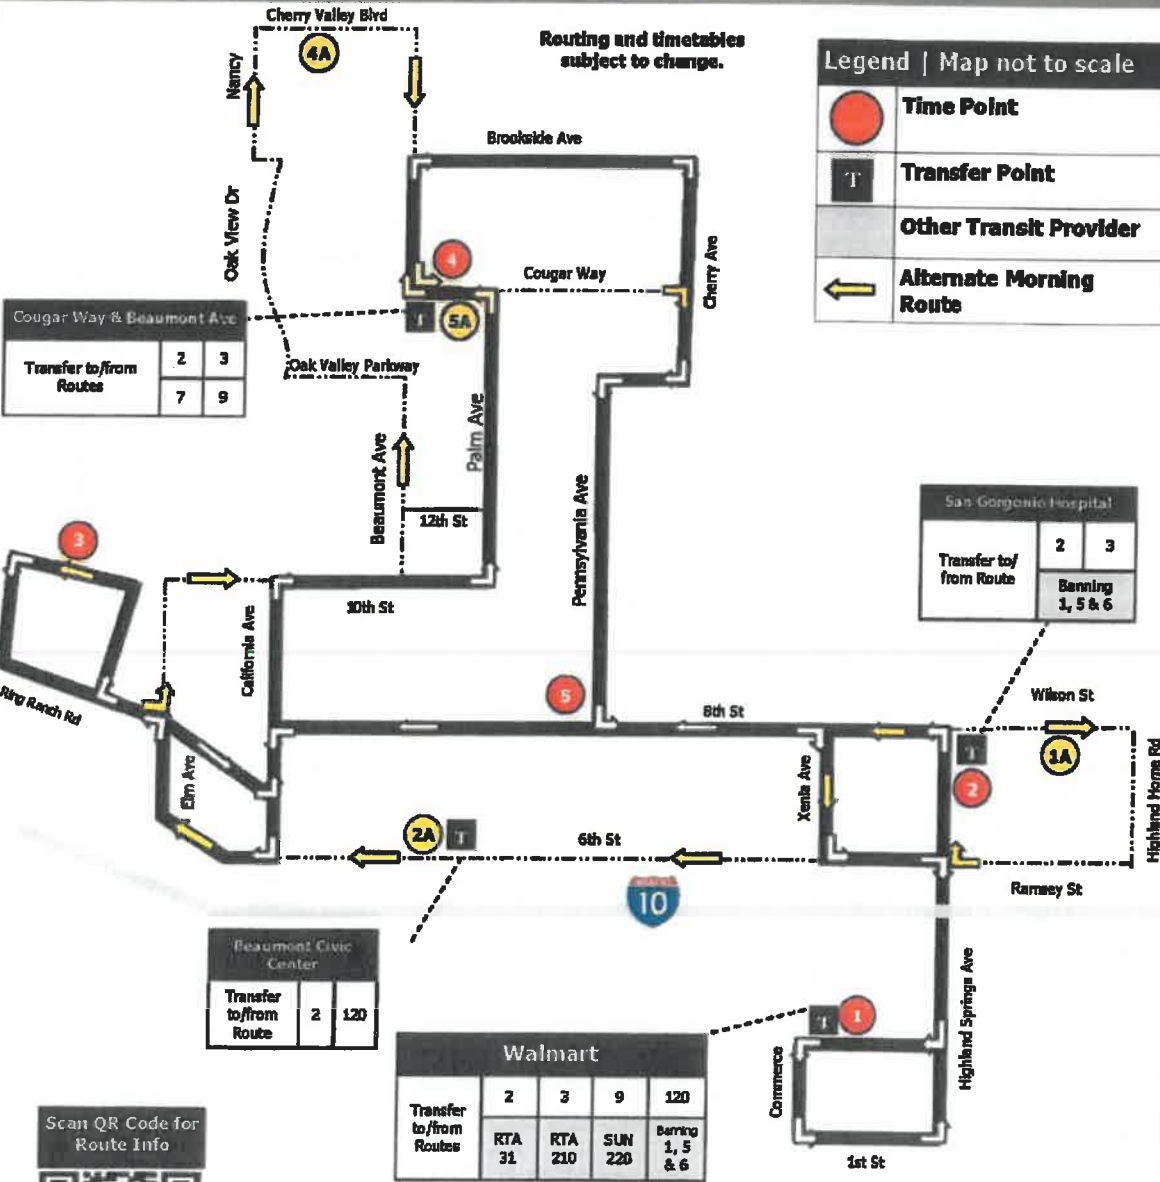 Cherry Valley Blvd
4A
Nancy
Routing and timetables
subject to change.
Legend | Map not to scale
Time Point
T
Transfer Point
Other Transit Provider
Alternate Morning
Route
Brookside Ave
Oak View Dr
4
Cougar Way
Cherry Ave
T
5A
Cougar Way & Beaumont Ave
Transfer to/from
Routes
2 3
7 9
Oak Valley Parkway
Beaumont Ave
Palm Ave
12th St
Pennsylvania Ave
San Gorgonio Hospital
Transfer to/
from Route
2 3
Banning
1, 5 & 6
3
10th St
California Ave
Ring Ranch Rd
5
8th St
Wilson St
T
1A
2
Highland Home Rd
Elm Ave
Xenia Ave
2A
T
6th St
Ramsey St
10
Beaumont Civic
Center
Transfer
to/from
Route
2 120
Highland Springs Ave
T
1
Commerce
1st St
Walmart
Transfer
to/from
Routes
2 3 9 120
RTA
31
RTA
210
SUN
220
Banning
1, 5
& 6
Scan QR Code for
Route Info